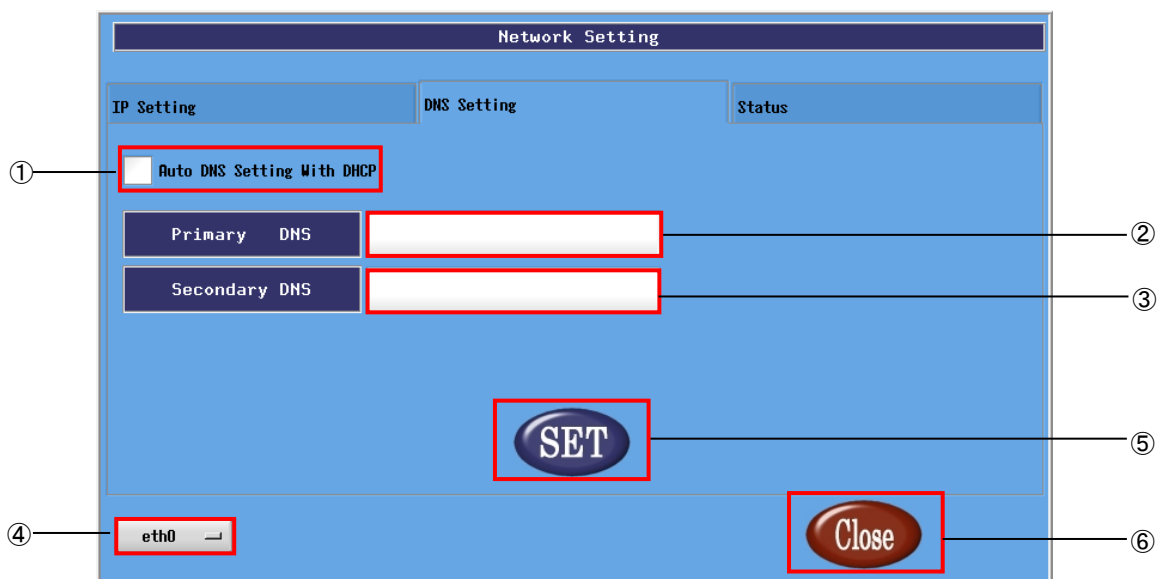 Network Setting
IP Setting DNS Setting Status
① Auto DNS Setting With DHCP
Primary DNS ②
Secondary DNS ③
SET ⑤
④ eth0 Close ⑥